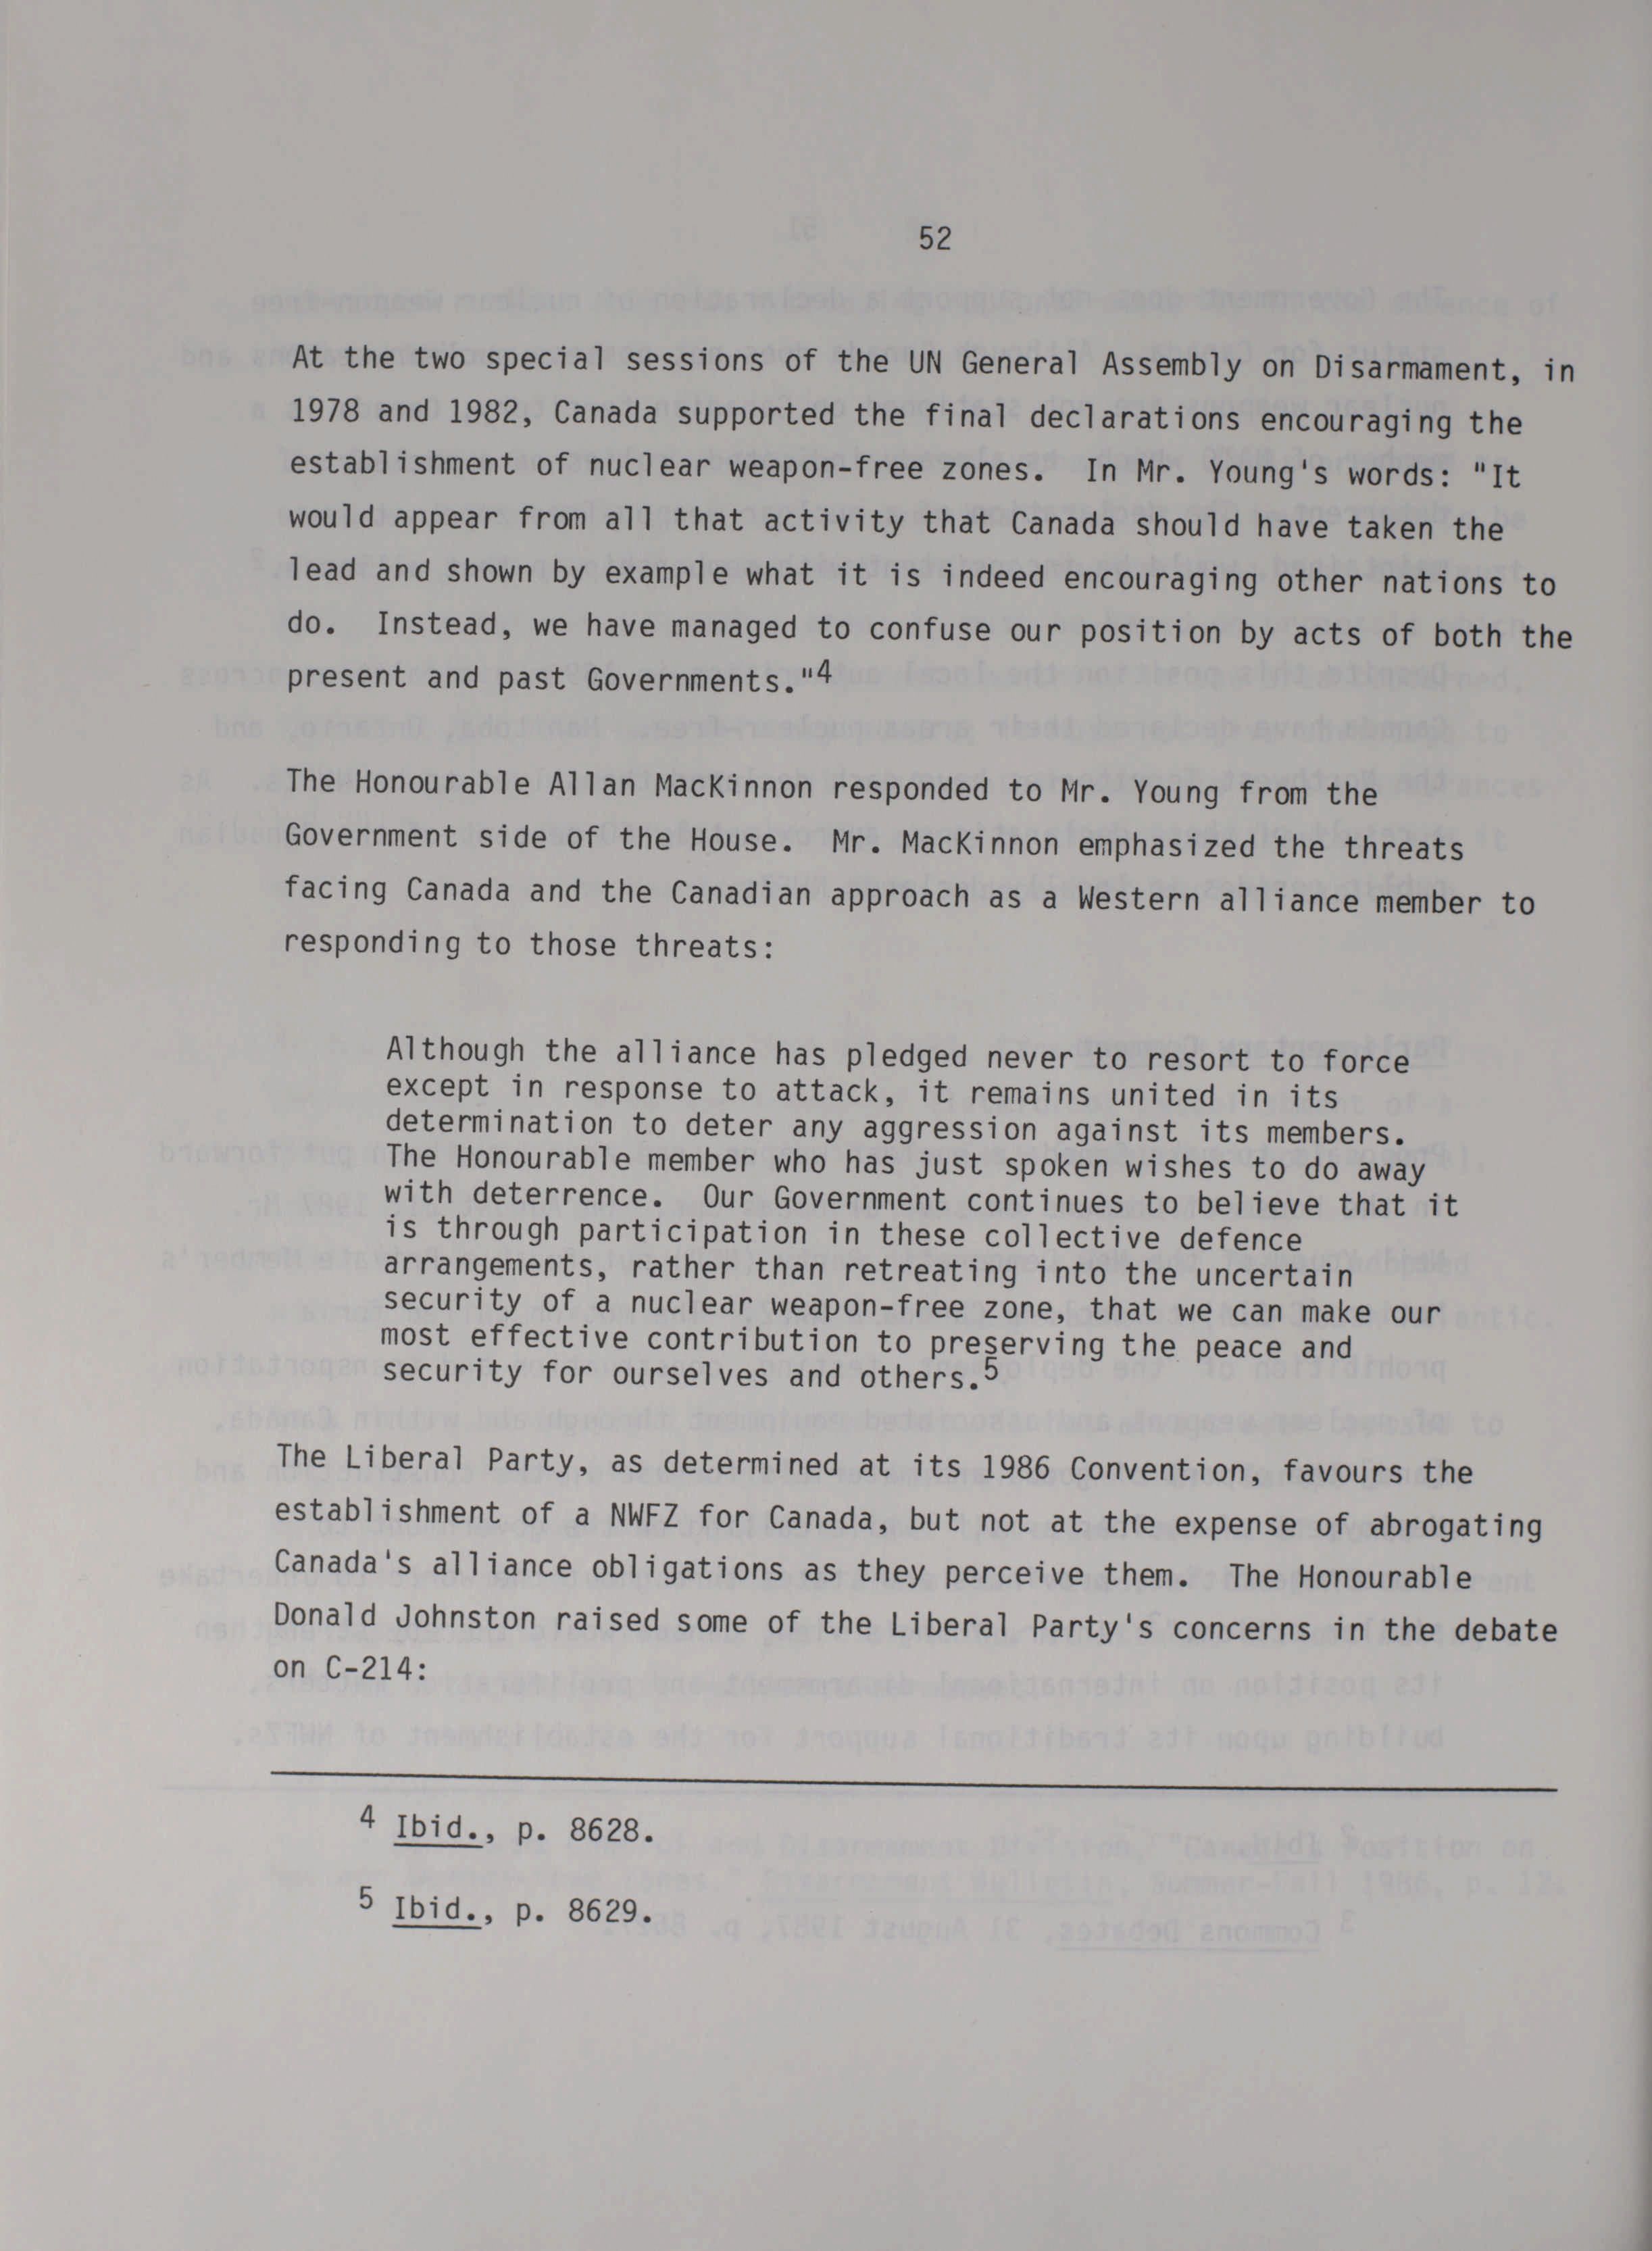 52
At the two special sessions of the UN General Assembly on Disarmament, in
1978 and 1982, Canada supported the final declarations encouraging the
establishment of nuclear weapon-free zones.  In Mr. Young's words: "It
would appear from all that activity that Canada should have taken the
lead and shown by example what it is indeed encouraging other nations to
do.  Instead, we have managed to confuse our position by acts of both the
present and past Governments."4
The Honourable Allan MacKinnon responded to Mr. Young from the
Government side of the House.  Mr. MacKinnon emphasized the threats
facing Canada and the Canadian approach as a Western alliance member to
responding to those threats:
Although the alliance has pledged never to resort to force
except in response to attack, it remains united in its
determination to deter any aggression against its members.
The Honourable member who has just spoken wishes to do away
with deterrence.  Our Government continues to believe that it
is through participation in these collective defence
arrangements, rather than retreating into the uncertain
security of a nuclear weapon-free zone, that we can make our
most effective contribution to preserving the peace and
security for ourselves and others.5
The Liberal Party, as determined at its 1986 Convention, favours the
establishment of a NWFZ for Canada, but not at the expense of abrogating
Canada's alliance obligations as they perceive them.  The Honourable
Donald Johnston raised some of the Liberal Party's concerns in the debate
on C-214:
4 Ibid., p. 8628.
5 Ibid., p. 8629.